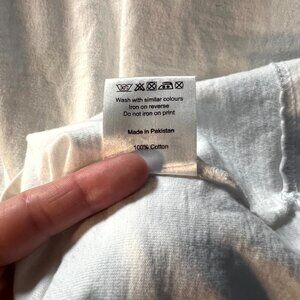 Wash with similar colours
Iron on reverse
Do not iron on print
Made in Pakistan
100% Cotton